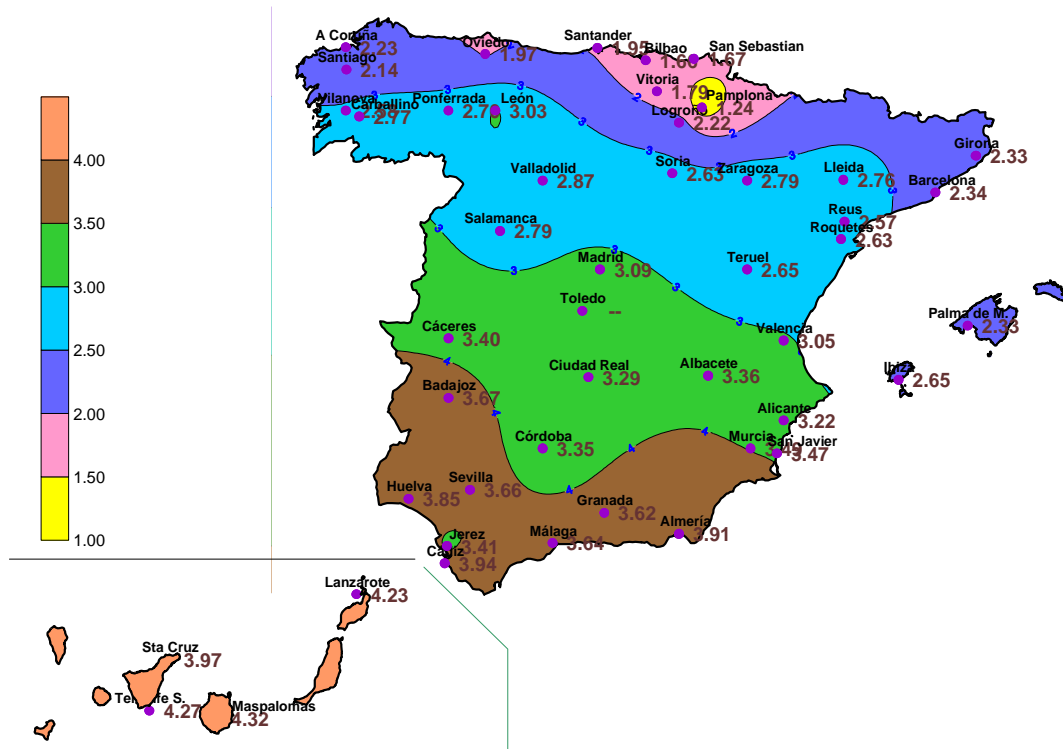 A Coruña
2.23
Santiago
2.14
Oviedo
1.97
Santander
1.95
Bilbao
1.60
San Sebastian
1.67
Vitoria
1.79
Pamplona
1.24
Logroño
2.22
Vilanova
Carballino
2.77
Ponferrada
León
3.03
Girona
2.33
Barcelona
2.34
Valladolid
2.87
Soria
2.63
Zaragoza
2.79
Lleida
2.76
Reus
2.57
Roquetes
2.63
Salamanca
2.79
Madrid
3.09
Teruel
2.65
Toledo
--
Palma de M.
2.33
Ibiza
2.65
Cáceres
3.40
Valencia
3.05
Ciudad Real
3.29
Albacete
3.36
Badajoz
3.67
Alicante
3.22
Córdoba
3.35
Murcia
3.49
San Javier
3.47
Sevilla
3.66
Huelva
3.85
Granada
3.62
Jerez
3.41
Cádiz
3.94
Málaga
3.64
Almería
3.91
4.00
3.50
3.00
2.50
2.00
1.50
1.00
Lanzarote
4.23
Sta Cruz
3.97
Tenerife S.
4.27
Maspalomas
4.32